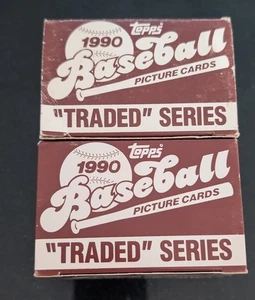 Topps
1990
Baseball
PICTURE CARDS
"TRADED" SERIES
Topps
1990
Baseball
PICTURE CARDS
"TRADED" SERIES